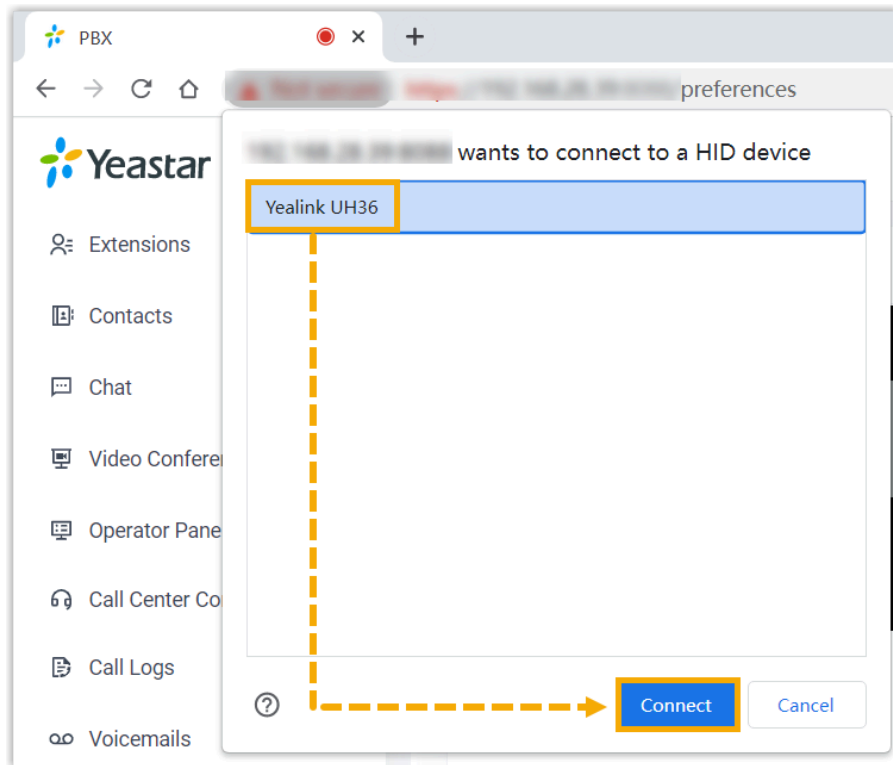 PBX
preferences
Yeastar
wants to connect to a HID device
Yealink UH36
Extensions
Contacts
Chat
Video Confere
Operator Pane
Call Center Co
Call Logs
Voicemails
Connect
Cancel